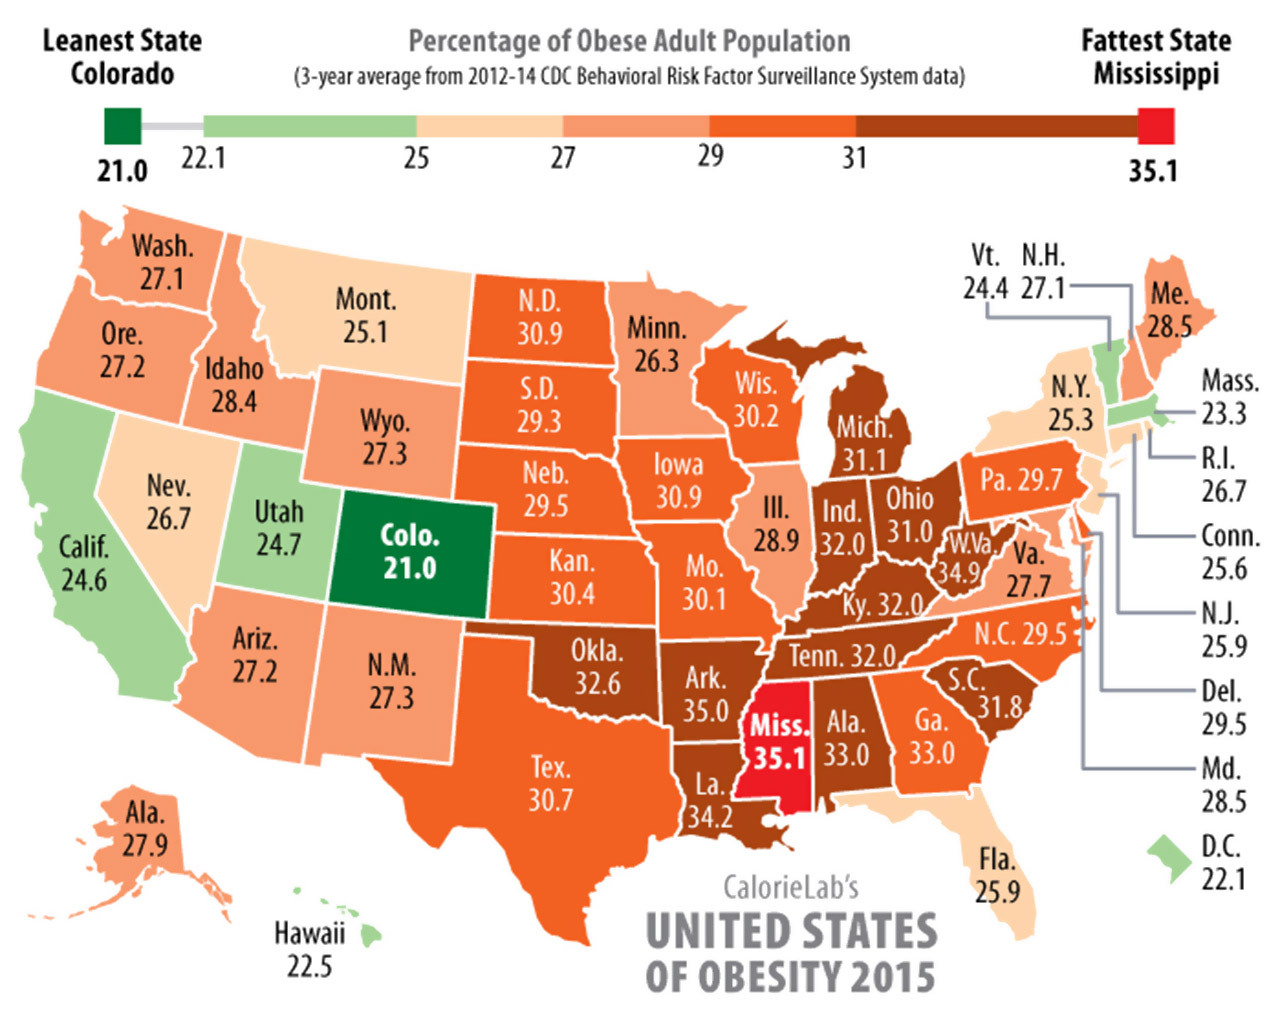 Leanest State
Colorado
Percentage of Obese Adult Population
(3-year average from 2012-14 CDC Behavioral Risk Factor Surveillance System data)
Fattest State
Mississippi
21.0
22.1
25
27
29
31
35.1
Wash.
27.1
Ore.
27.2
Idaho
28.4
Mont.
25.1
Wyo.
27.3
N.D.
30.9
S.D.
29.3
Neb.
29.5
Kan.
30.4
Minn.
26.3
Iowa
30.9
Mo.
30.1
Wis.
30.2
Ill.
28.9
Mich.
31.1
Ind.
32.0
Ohio
31.0
Vt.
24.4
N.H.
27.1
Me.
28.5
N.Y.
25.3
Pa. 29.7
Mass.
23.3
R.I.
26.7
Conn.
25.6
N.J.
25.9
Del.
29.5
Md.
28.5
D.C.
22.1
Calif.
24.6
Nev.
26.7
Utah
24.7
Colo.
21.0
Ariz.
27.2
N.M.
27.3
Okla.
32.6
Tex.
30.7
Ark.
35.0
La.
34.2
Miss.
35.1
Ala.
33.0
Ga.
33.0
S.C.
31.8
N.C. 29.5
Tenn. 32.0
Ky. 32.0
W.Va.
34.9
Va.
27.7
Fla.
25.9
Ala.
27.9
Hawaii
22.5
CalorieLab's
UNITED STATES
OF OBESITY 2015